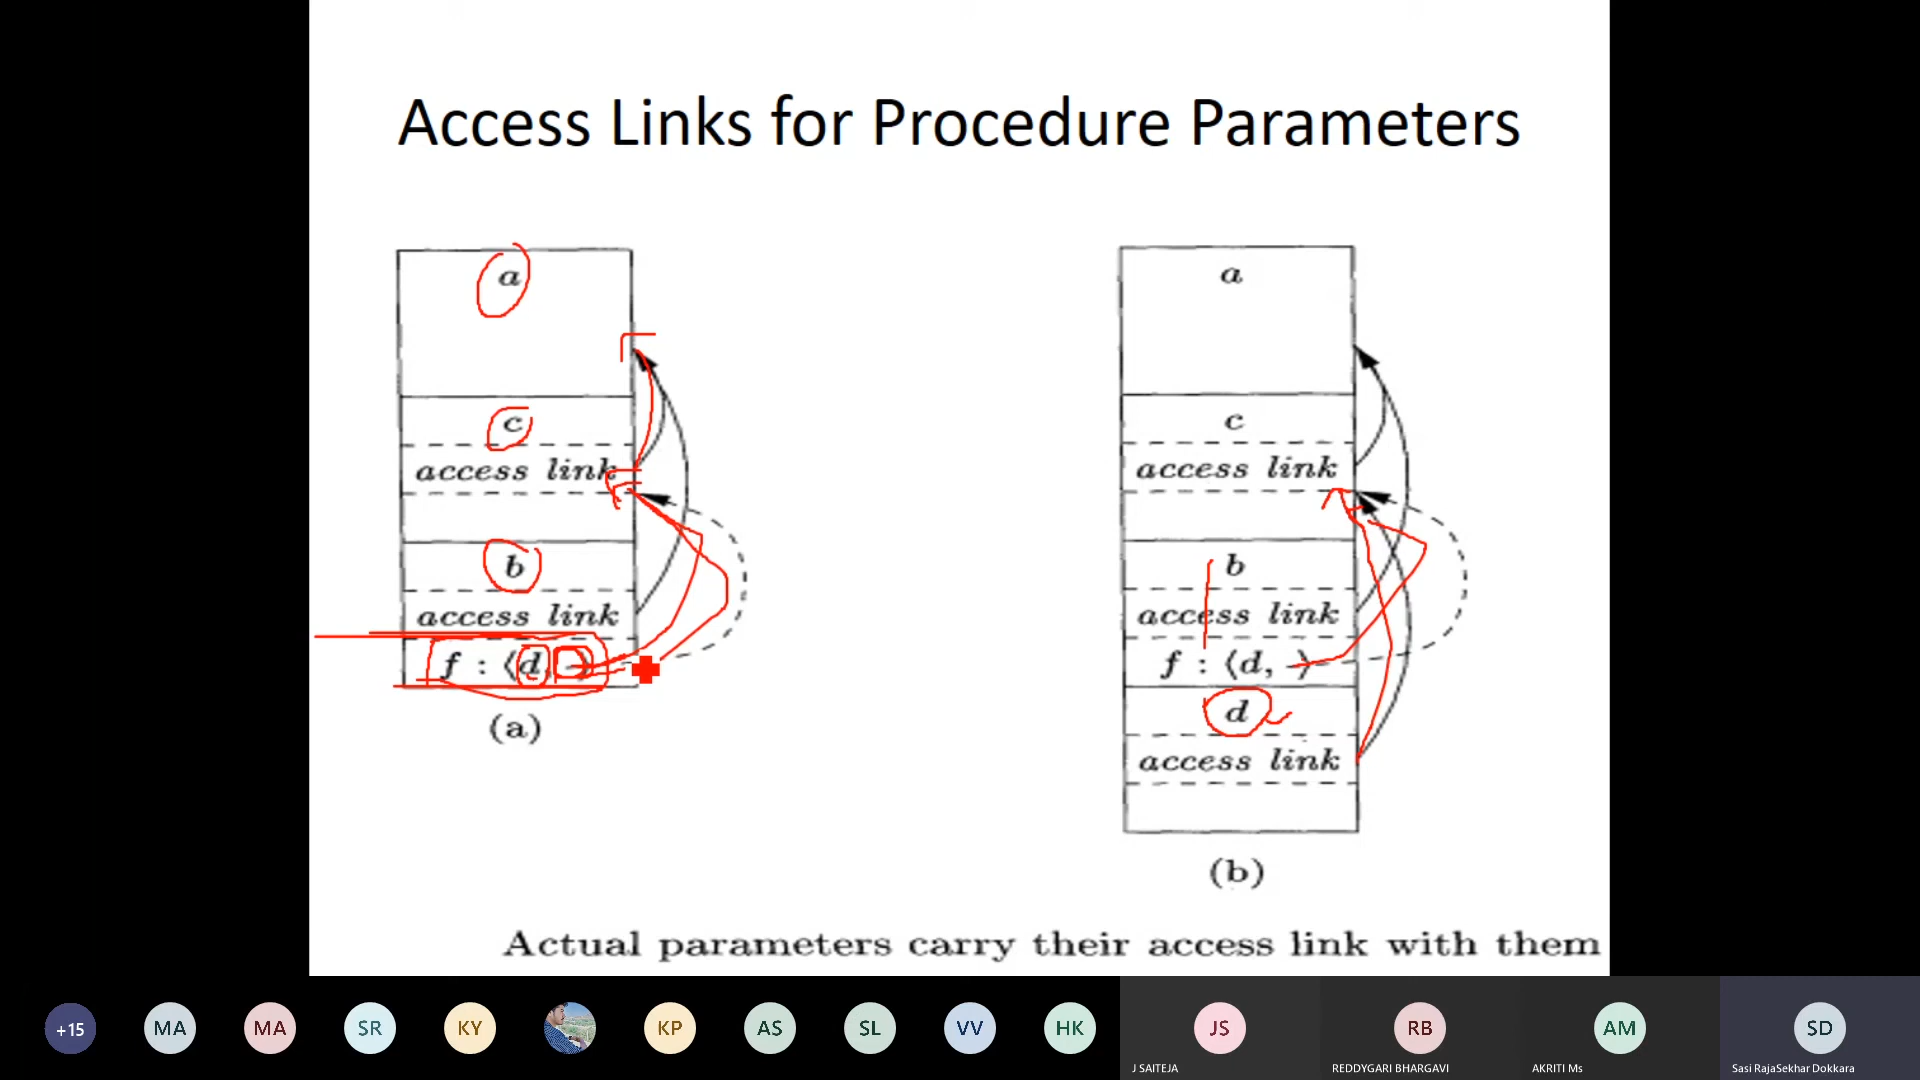 Access Links for Procedure Parameters
a
c
access link
b
access link
f : ⟨d, ⟩
(a)
a
c
access link
b
access link
f : ⟨d, ⟩
d
access link
(b)
Actual parameters carry their access link with them
+15
MA
MA
SR
KY
KP
AS
SL
VV
HK
JS
J SAITEJA
RB
REDDYGARI BHARGAVI
AM
AKRITI Ms
SD
Sasi RajaSekhar Dokkara